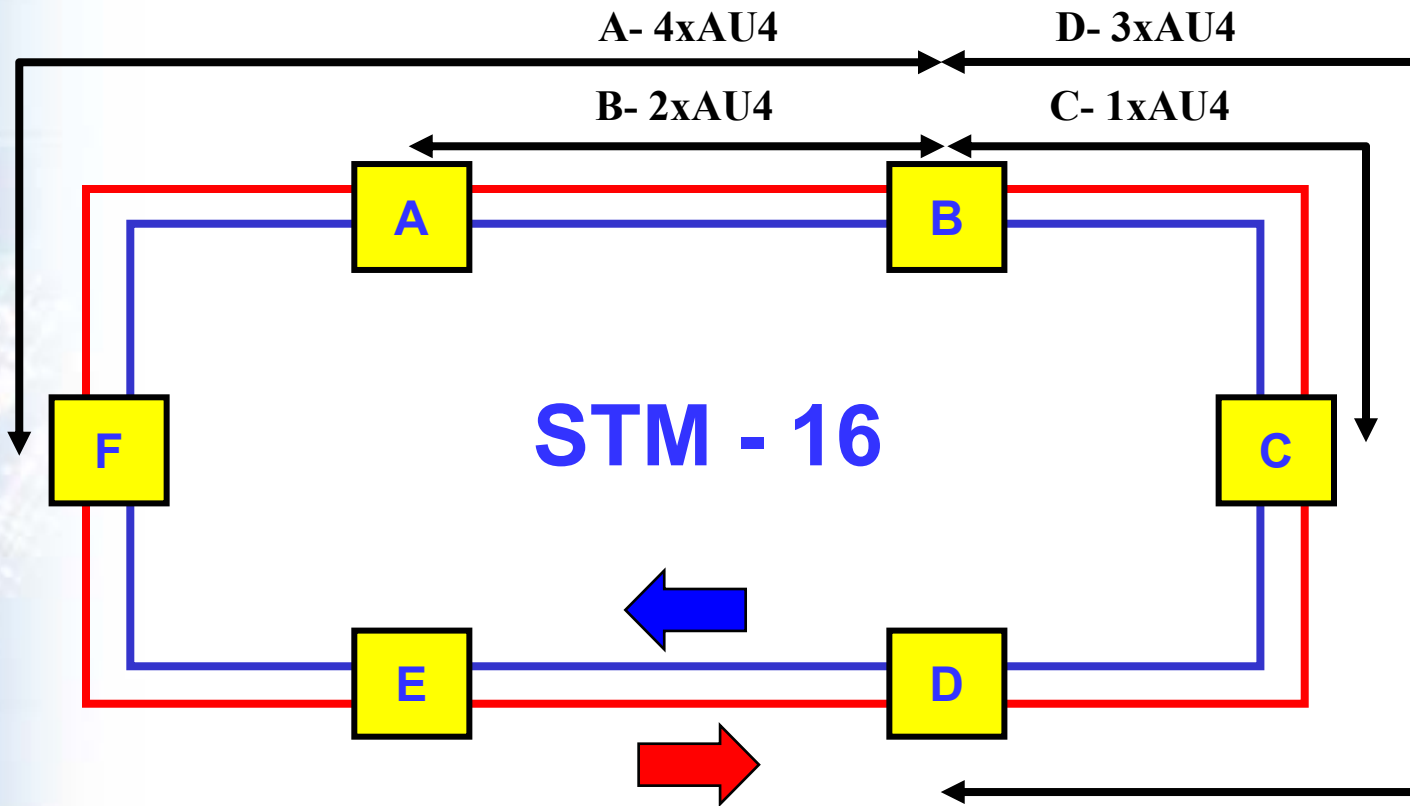 A- 4xAU4 D- 3xAU4
B- 2xAU4 C- 1xAU4
A B
F STM - 16 C
E D